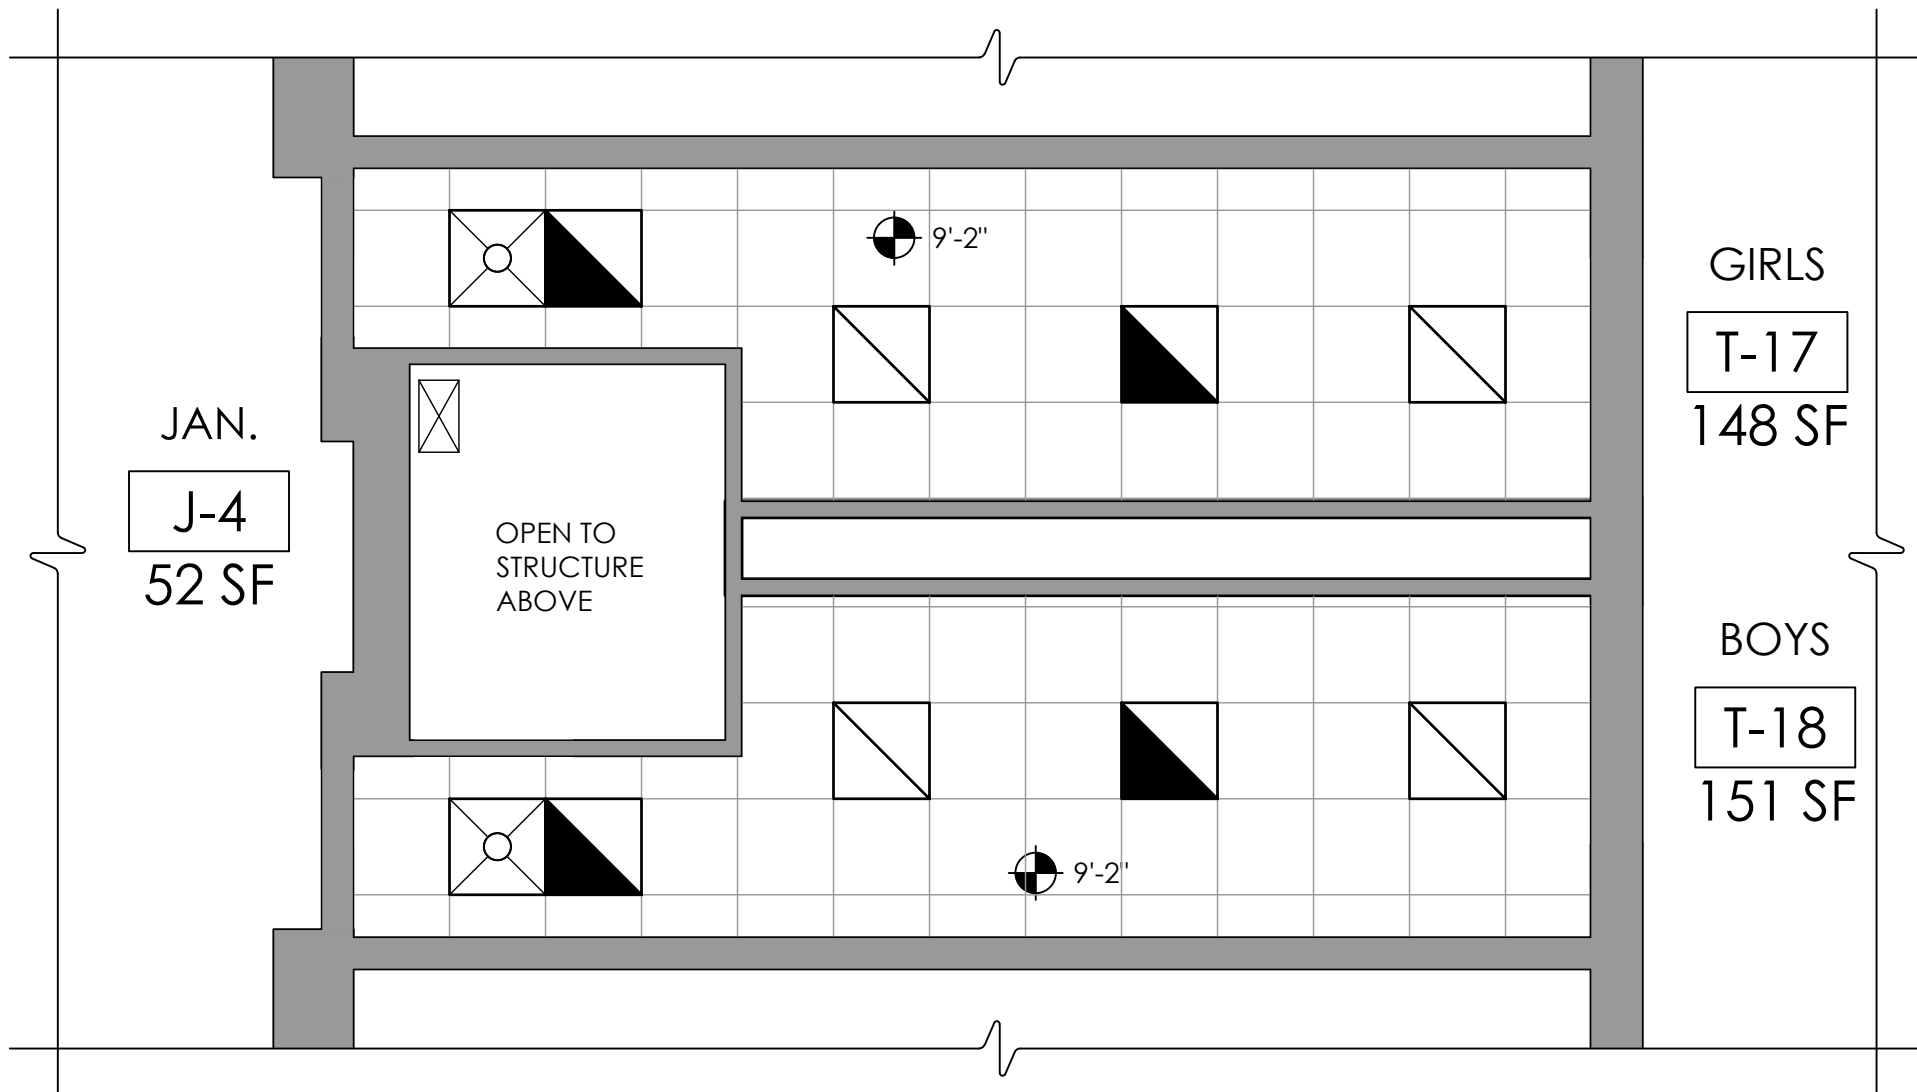 9'-2"
GIRLS
T-17
148 SF
JAN.
J-4
52 SF
OPEN TO
STRUCTURE
ABOVE
BOYS
T-18
151 SF
9'-2"